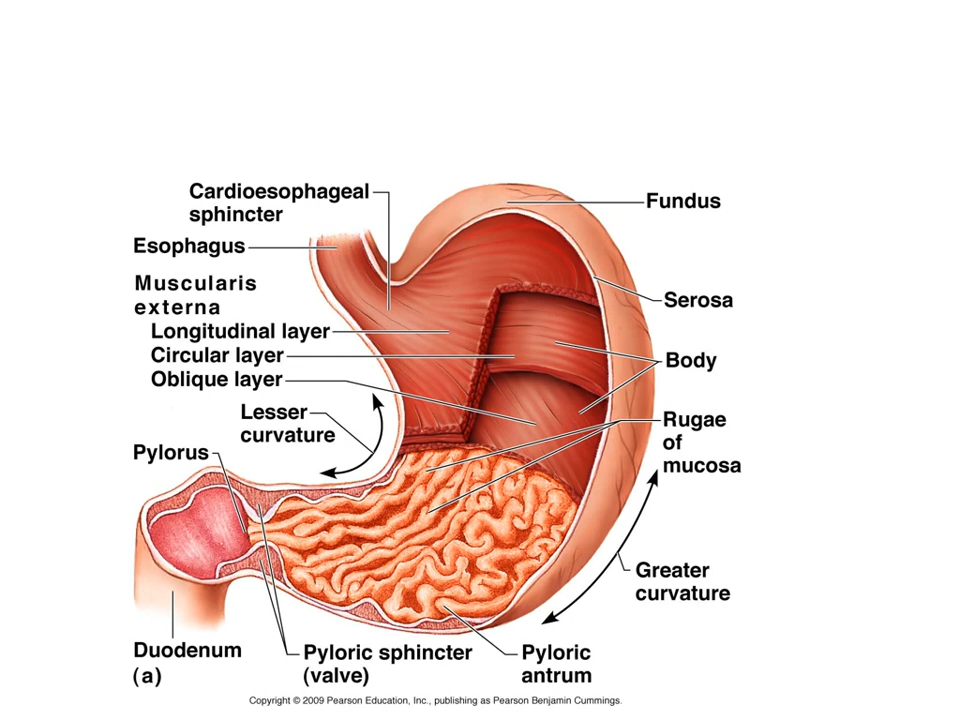 Cardioesophageal
sphincter
Fundus
Esophagus
Muscularis
externa
Serosa
Longitudinal layer
Circular layer
Body
Oblique layer
Lesser
curvature
Rugae
of
mucosa
Pylorus
Greater
curvature
Duodenum
(a)
Pyloric sphincter
(valve)
Pyloric
antrum
Copyright © 2009 Pearson Education, Inc., publishing as Pearson Benjamin Cummings.